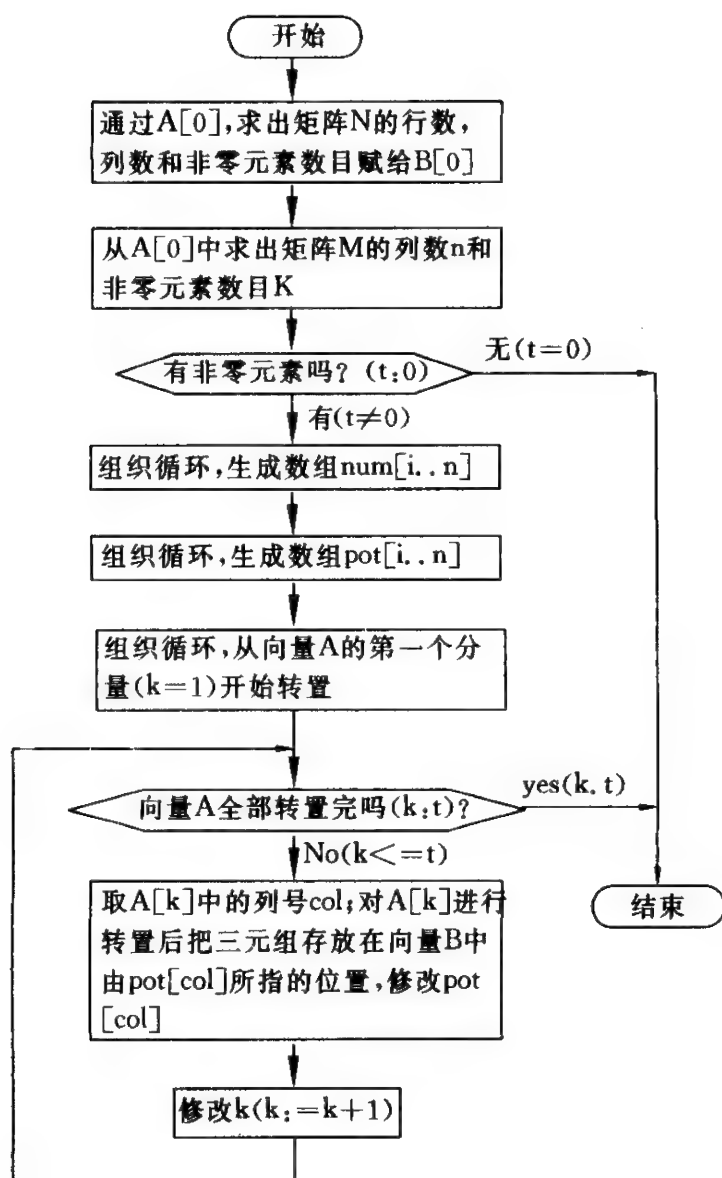 开始
通过A[0],求出矩阵N的行数,
列数和非零元素数目赋给B[0]
从A[0]中求出矩阵M的列数n和
非零元素数目K
有非零元素吗? (t:0)
无(t=0)
有(t≠0)
组织循环,生成数组num[i..n]
组织循环,生成数组pot[i..n]
组织循环,从向量A的第一个分
量(k=1)开始转置
向量A全部转置完吗(k:t)?
yes(k.t)
No(k<=t)
取A[k]中的列号col;对A[k]进行
转置后把三元组存放在向量B中
由pot[col]所指的位置,修改pot
[col]
结束
修改k(k:=k+1)